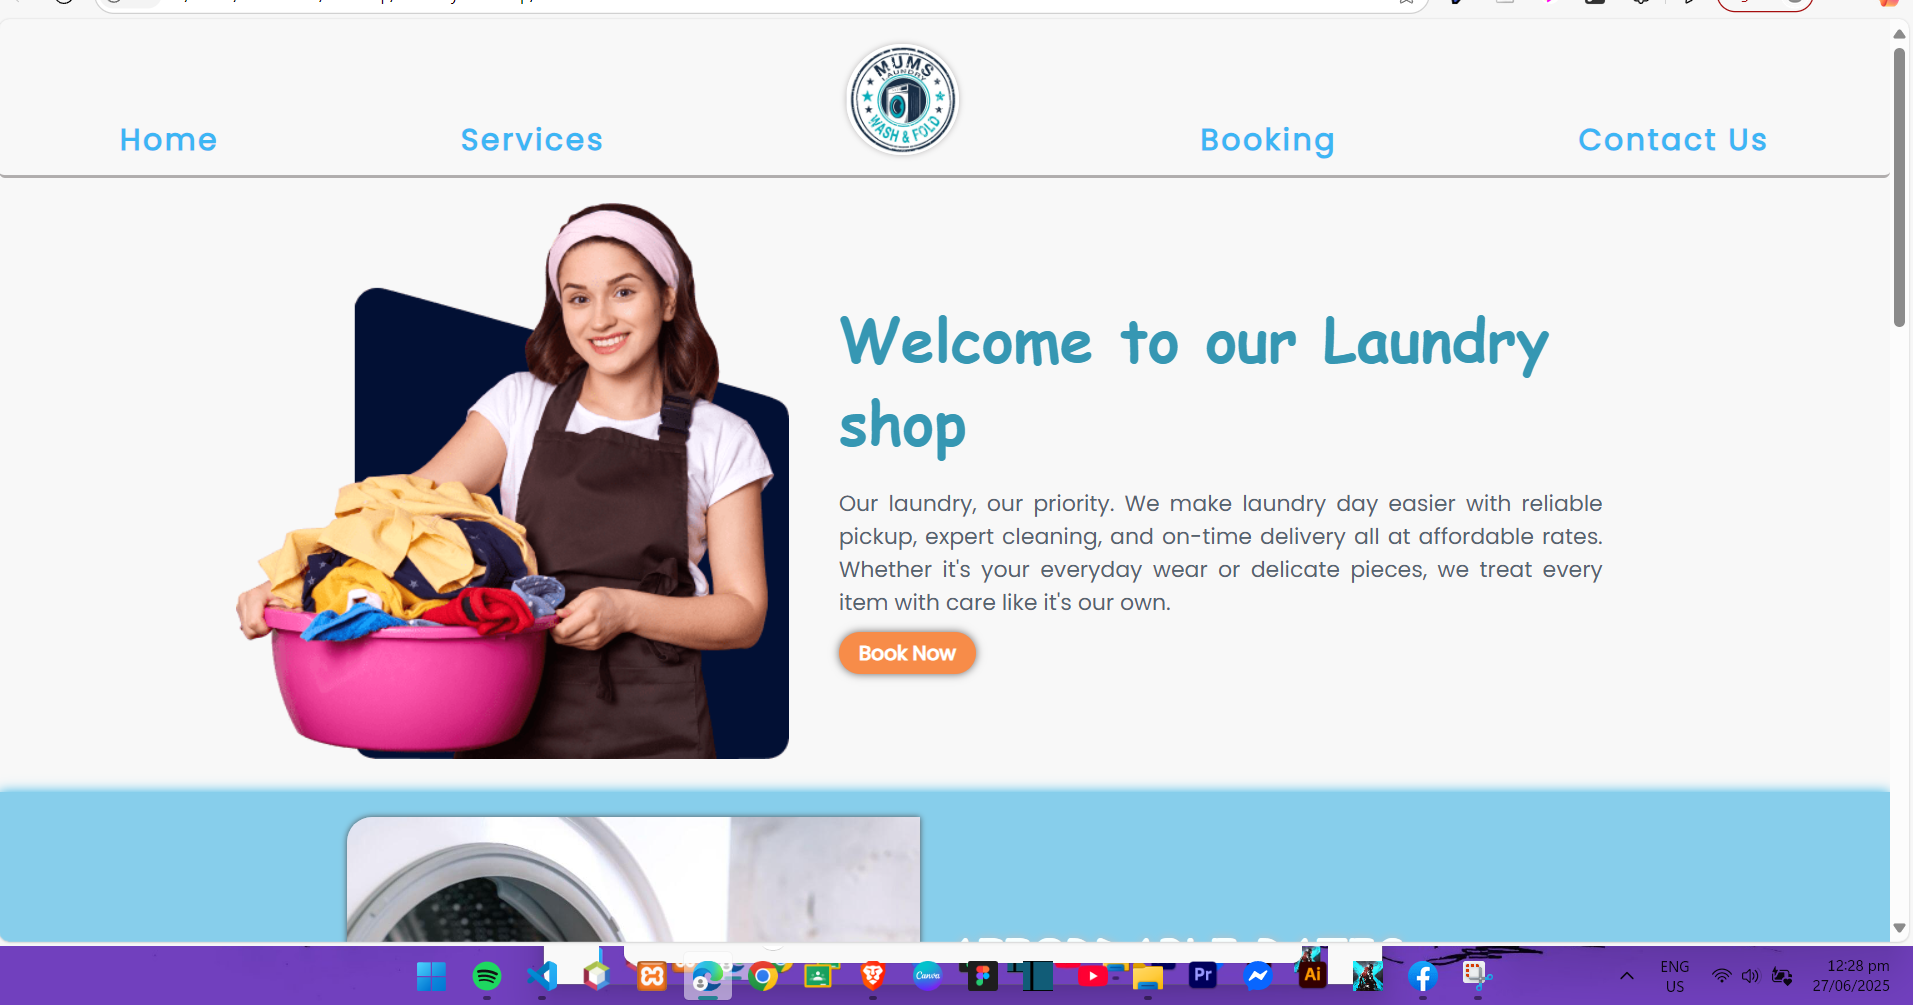 MUMS
LAUNDRY
WASH & FOLD
Home
Services
Booking
Contact Us
Welcome to our Laundry
shop
Our laundry, our priority. We make laundry day easier with reliable
pickup, expert cleaning, and on-time delivery all at affordable rates.
Whether it's your everyday wear or delicate pieces, we treat every
item with care like it's our own.
Book Now
Canva
Pr
Ai
ENG
US
12:28 pm
27/06/2025